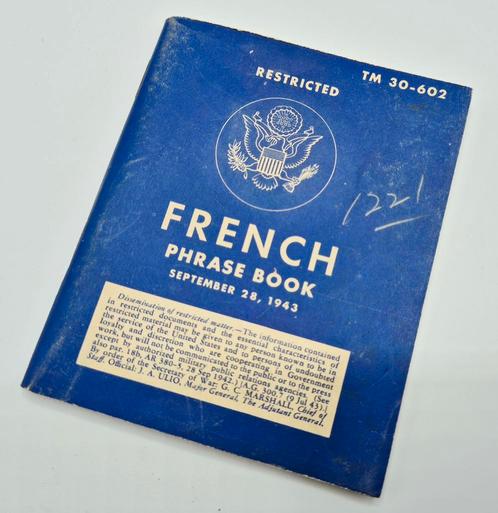 TM 30-602
RESTRICTED
1221
FRENCH
PHRASE BOOK
SEPTEMBER 28, 1943
Dissemination of restricted matter.—The information contained
in restricted documents and the essential characteristics of
restricted material may be given to any person known to be in
the service of the United States and to persons of undoubted
loyalty and discretion who are cooperating in Government
work, but will not be communicated to the public or to the press
except by authorized military public relations agencies. (See
also par. 18b, AR 380-5, 28 Sep 1942.) [A.G. 300.7 (9 Jul 43).]
By order of the Secretary of War: G. C. MARSHALL, Chief of
Staff. Official: J. A. ULIO, Major General, The Adjutant General.